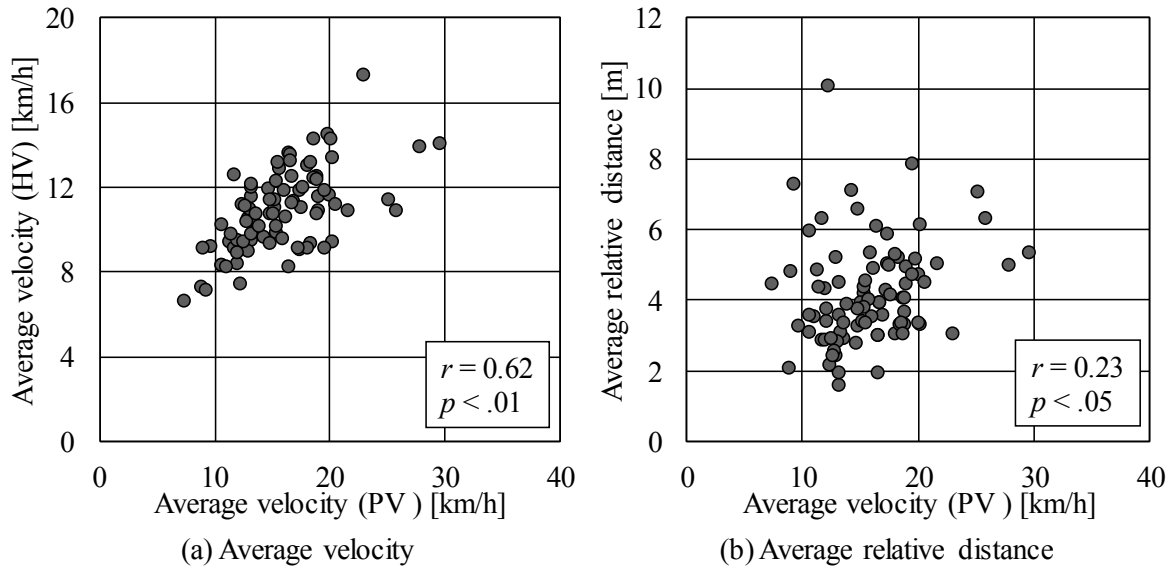 20
16
12
8
4
0
Average velocity (HV) [km/h]
r = 0.62
p < .01
0 10 20 30 40
Average velocity (PV ) [km/h]
(a) Average velocity
12
10
8
6
4
2
0
Average relative distance [m]
r = 0.23
p < .05
0 10 20 30 40
Average velocity (PV ) [km/h]
(b) Average relative distance